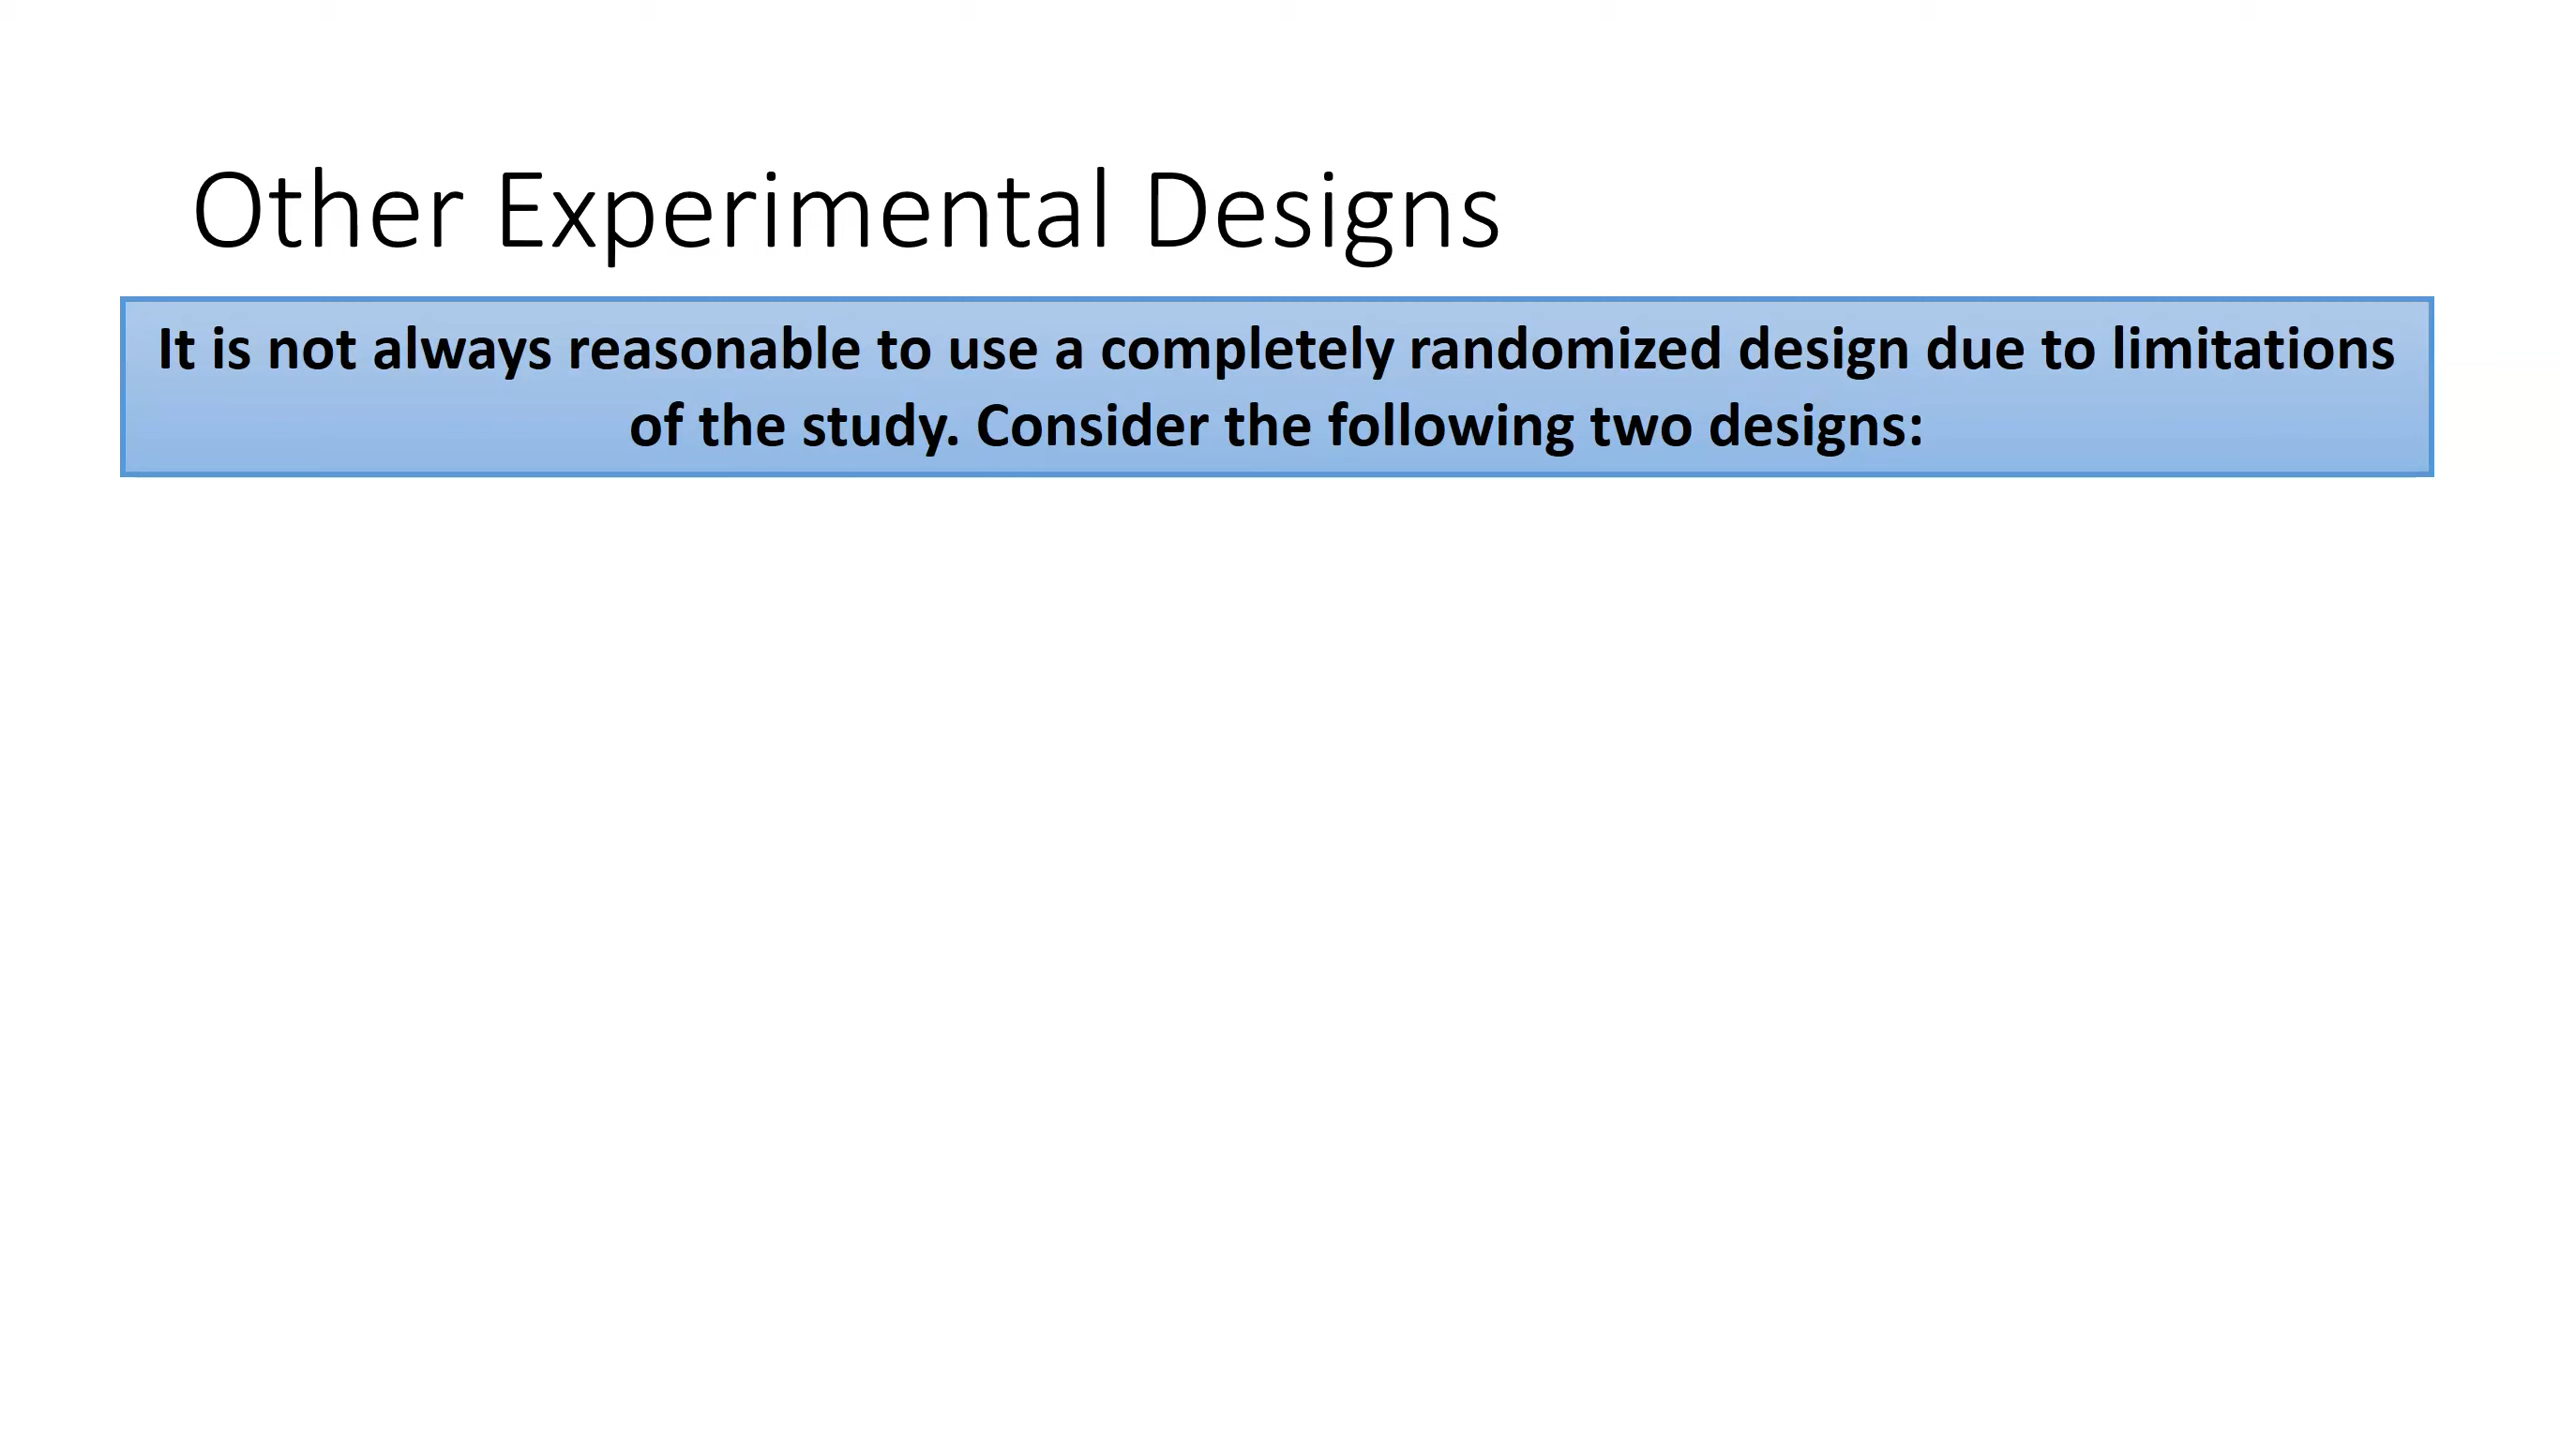 Other Experimental Designs
It is not always reasonable to use a completely randomized design due to limitations
of the study. Consider the following two designs: